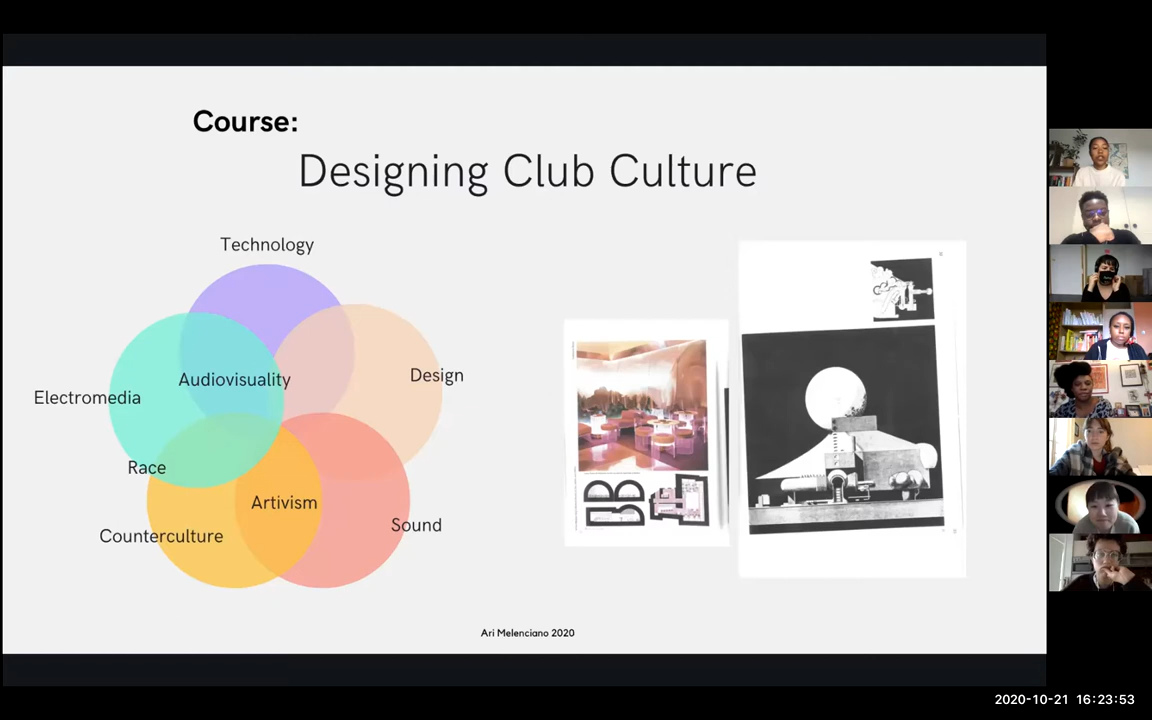 Course:
Designing Club Culture
Technology
Design
Audiovisuality
Electromedia
Race
Artivism
Counterculture
Sound
BB
Ari Melenciano 2020
2020-10-21 16:23:53